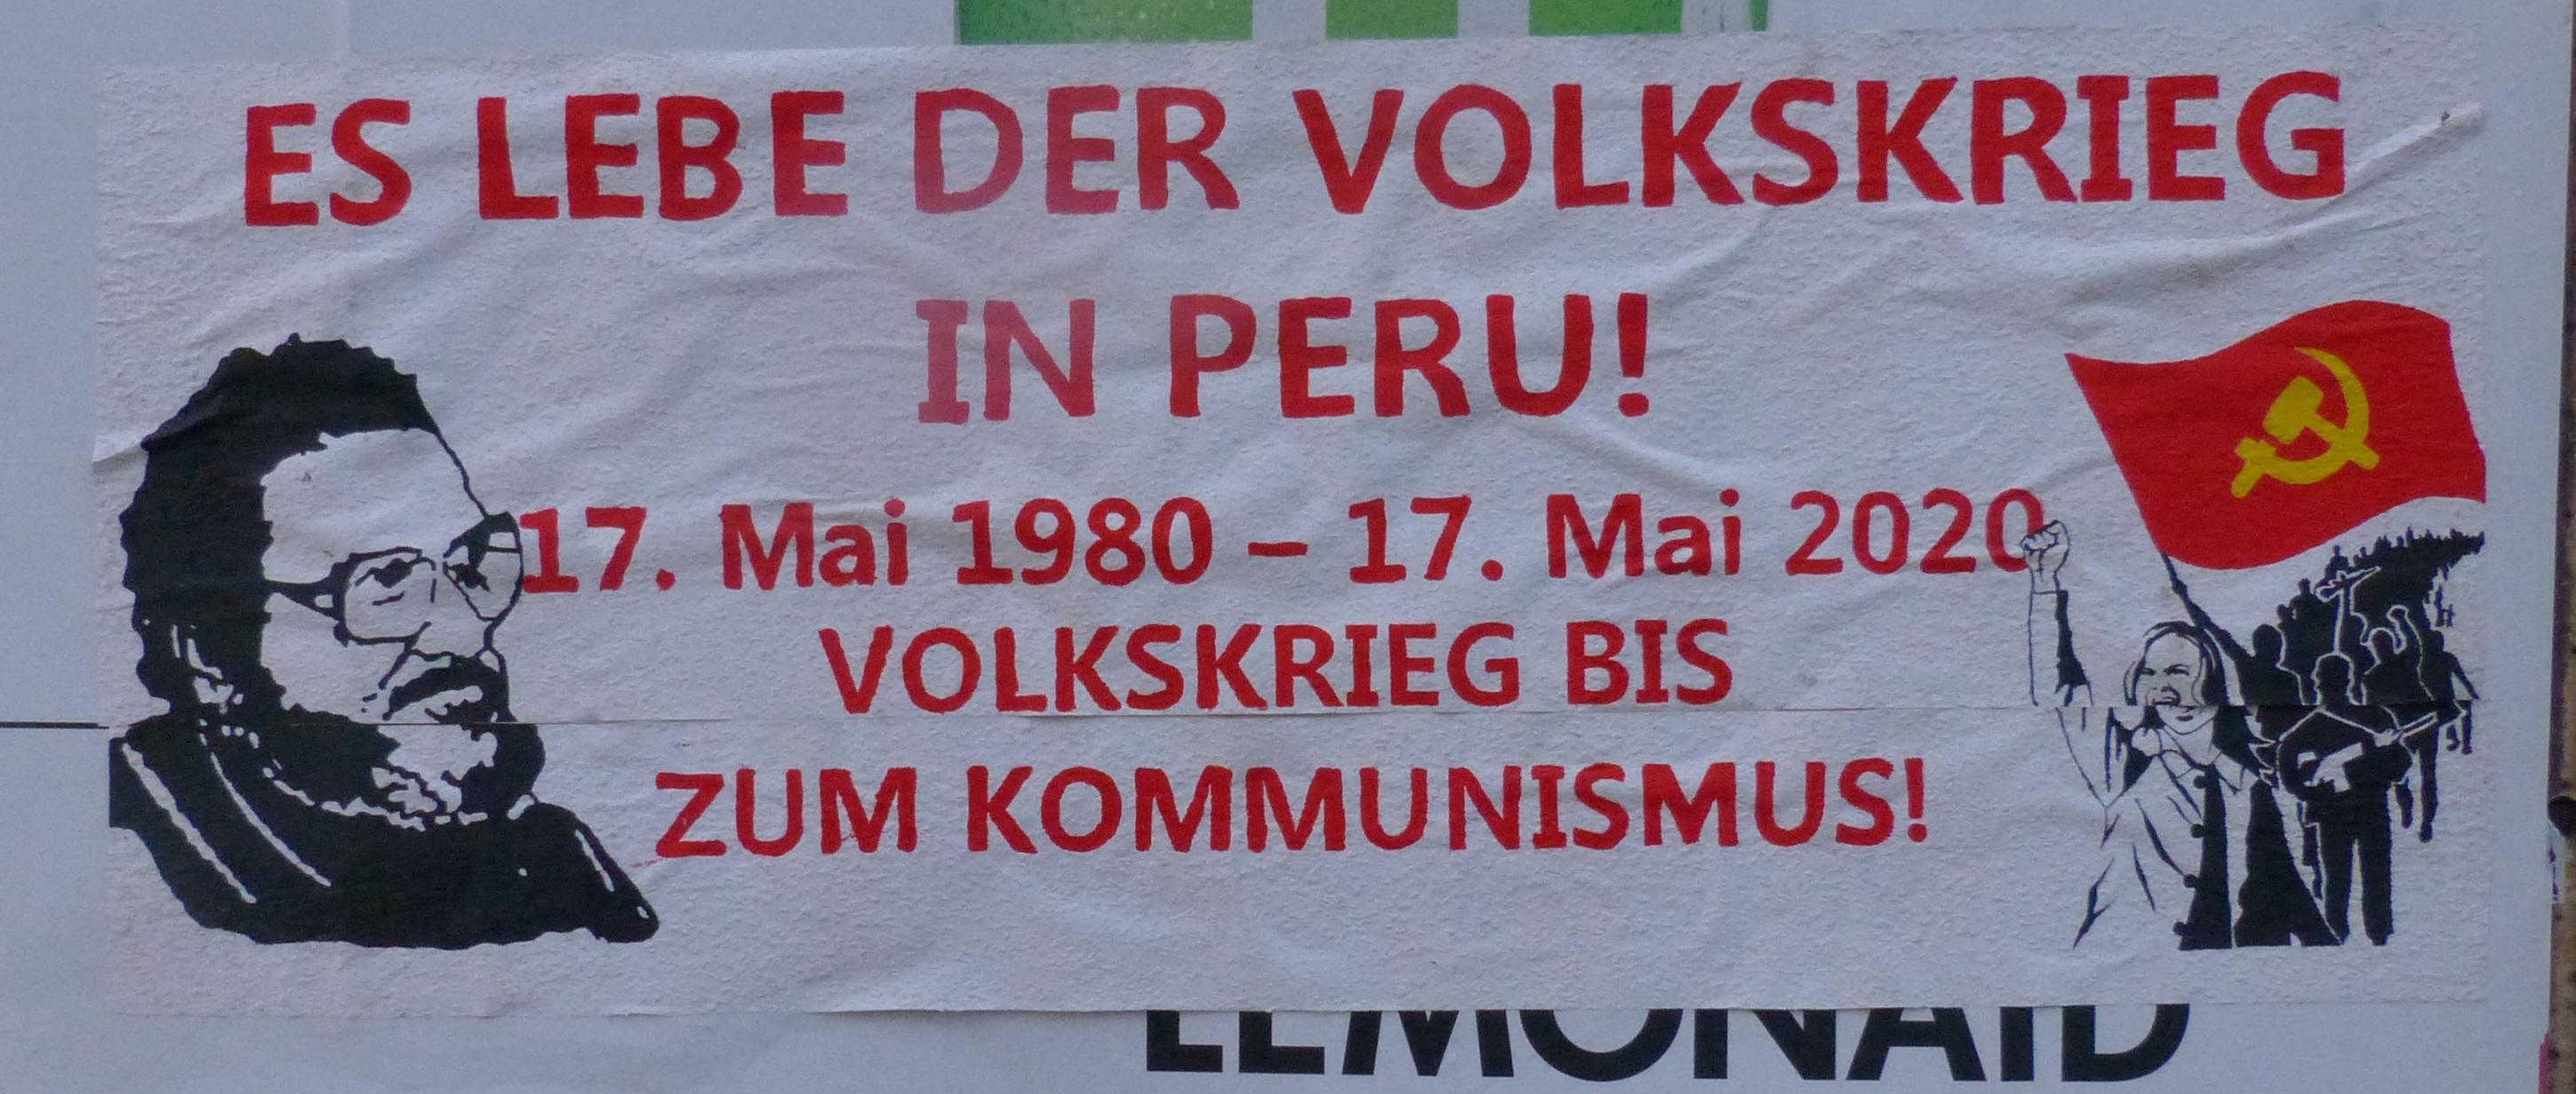 ES LEBE DER VOLKSKRIEG
IN PERU!
17. Mai 1980 – 17. Mai 2020
VOLKSKRIEG BIS
ZUM KOMMUNISMUS!
LEMONAID